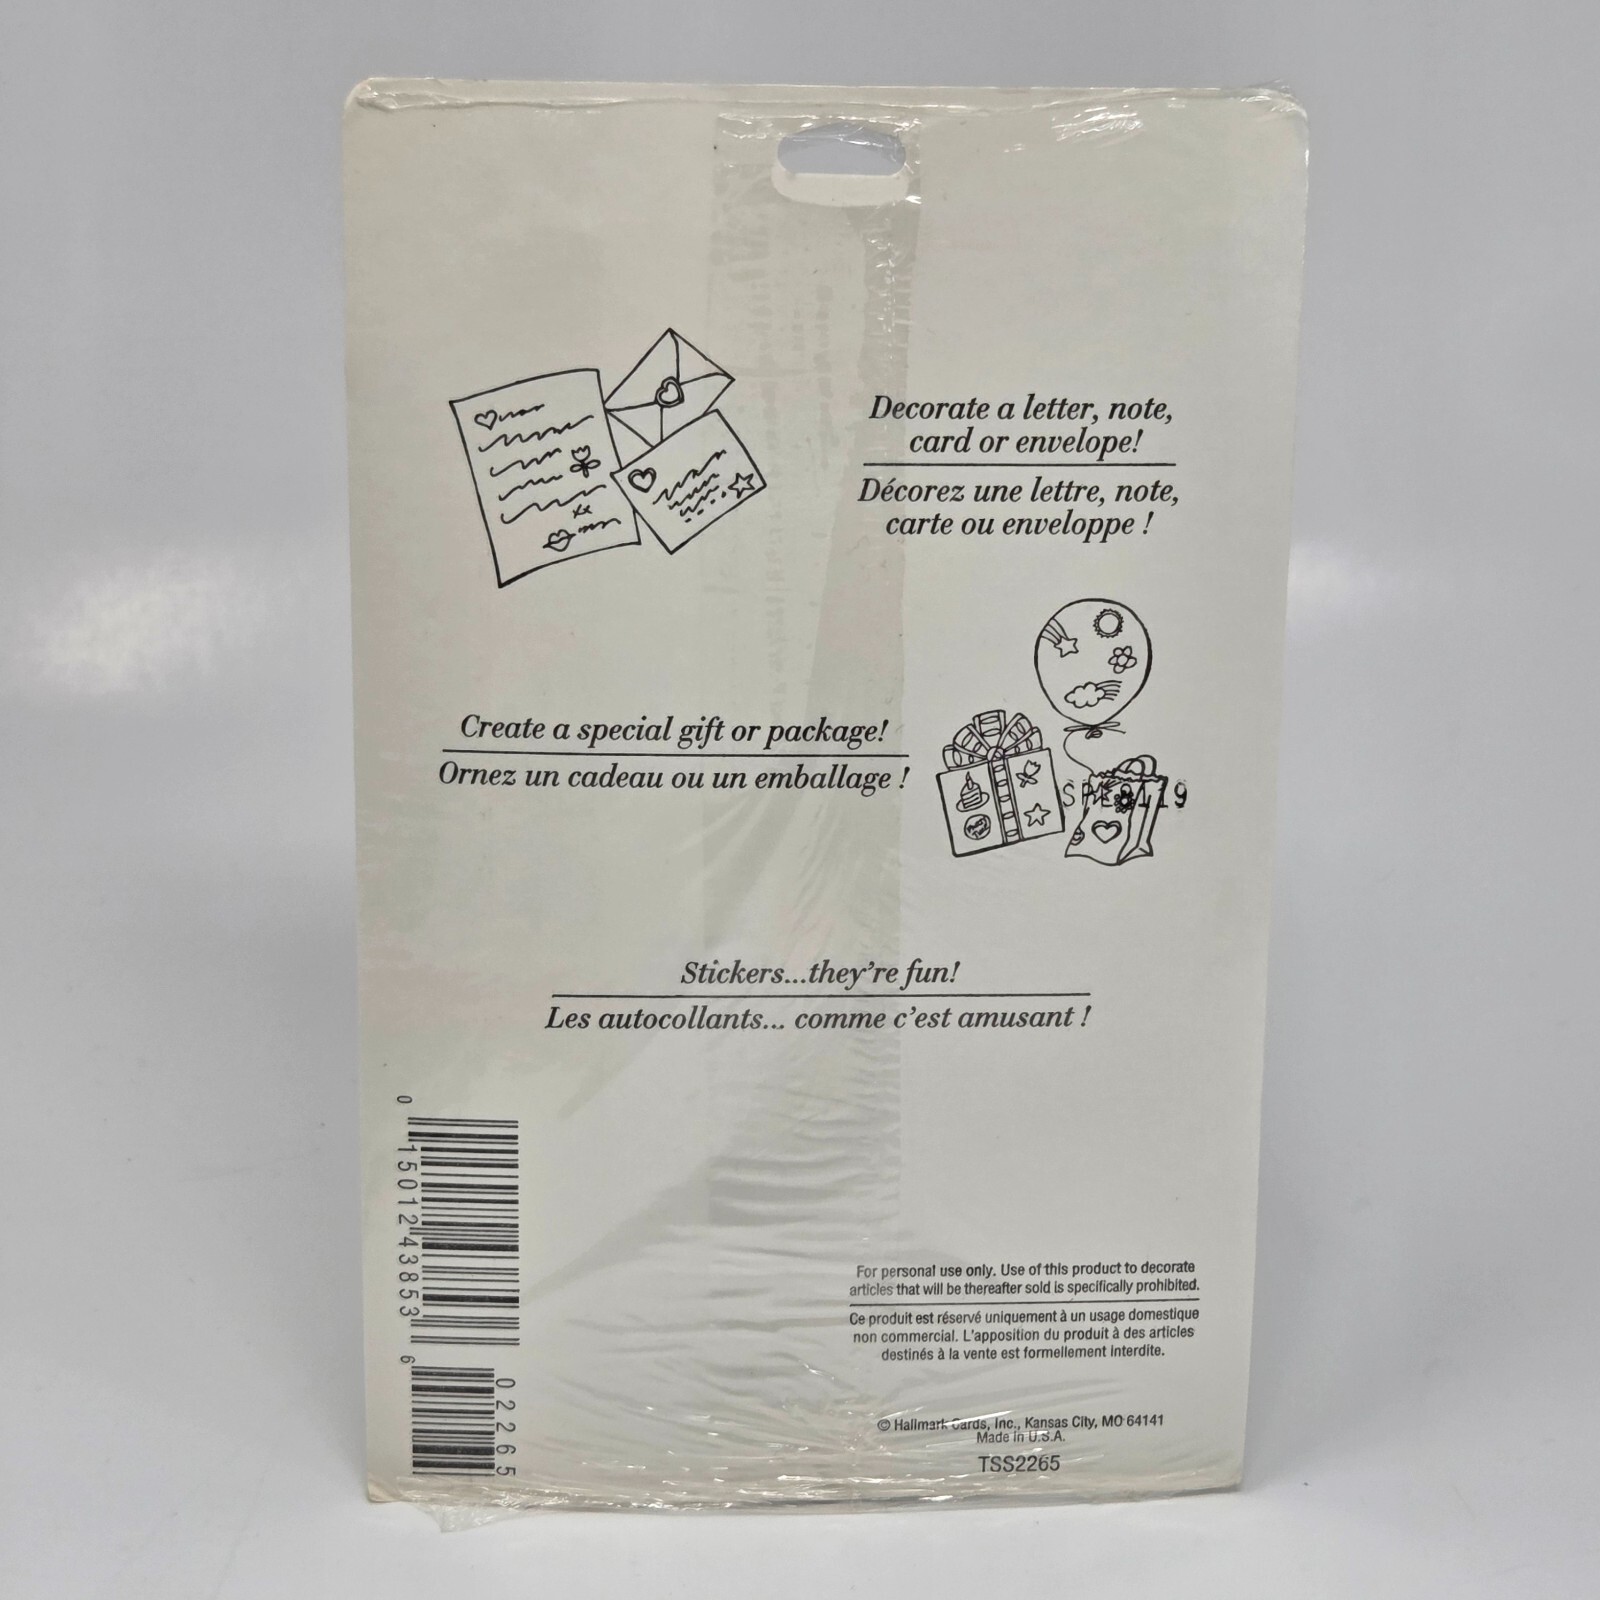 Decorate a letter, note,
card or envelope!
Décorez une lettre, note,
carte ou enveloppe !
Create a special gift or package!
Ornez un cadeau ou un emballage !
Stickers...they're fun!
Les autocollants... comme c'est amusant !
0 15012 43853 6
02265
For personal use only. Use of this product to decorate
articles that will be thereafter sold is specifically prohibited.
Ce produit est réservé uniquement à un usage domestique
non commercial. L'apposition du produit à des articles
destinés à la vente est formellement interdite.
© Hallmark Cards, Inc., Kansas City, MO 64141
Made in U.S.A.
TSS2265